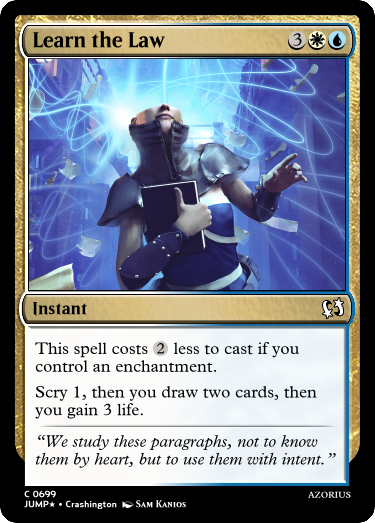 Learn the Law 3
Instant
This spell costs 2 less to cast if you
control an enchantment.
Scry 1, then you draw two cards, then
you gain 3 life.
“We study these paragraphs, not to know
them by heart, but to use them with intent.”
C 0699
AZORIUS
JUMP★ • Crashington SAM KANIOS